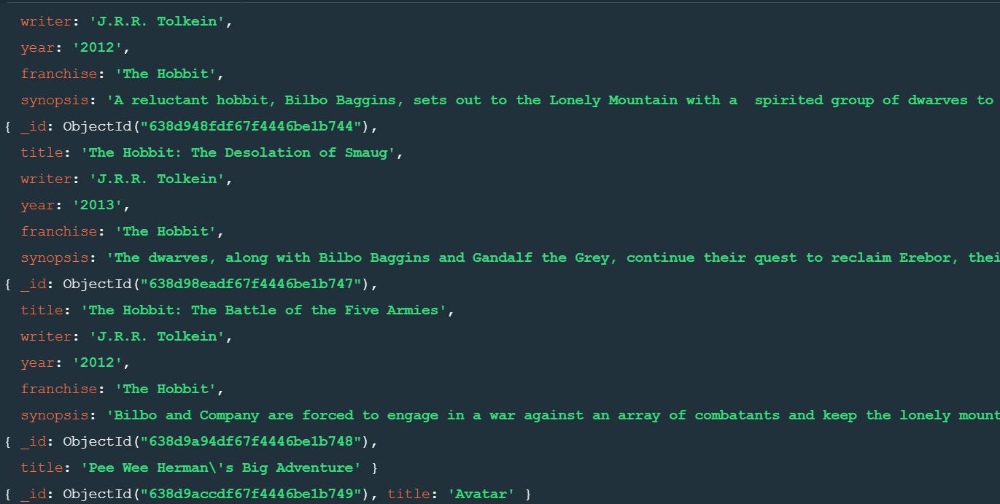 writer: 'J.R.R. Tolkein',
year: '2012',
franchise: 'The Hobbit',
synopsis: 'A reluctant hobbit, Bilbo Baggins, sets out to the Lonely Mountain with a  spirited group of dwarves to
{ _id: ObjectId("638d948fdf67f4446be1b744"),
title: 'The Hobbit: The Desolation of Smaug',
writer: 'J.R.R. Tolkein',
year: '2013',
franchise: 'The Hobbit',
synopsis: 'The dwarves, along with Bilbo Baggins and Gandalf the Grey, continue their quest to reclaim Erebor, thei
{ _id: ObjectId("638d98eadf67f4446be1b747"),
title: 'The Hobbit: The Battle of the Five Armies',
writer: 'J.R.R. Tolkein',
year: '2012',
franchise: 'The Hobbit',
synopsis: 'Bilbo and Company are forced to engage in a war against an array of combatants and keep the lonely mount
{ _id: ObjectId("638d9a94df67f4446be1b748"),
title: 'Pee Wee Herman\'s Big Adventure' }
{ _id: ObjectId("638d9accdf67f4446be1b749"), title: 'Avatar' }